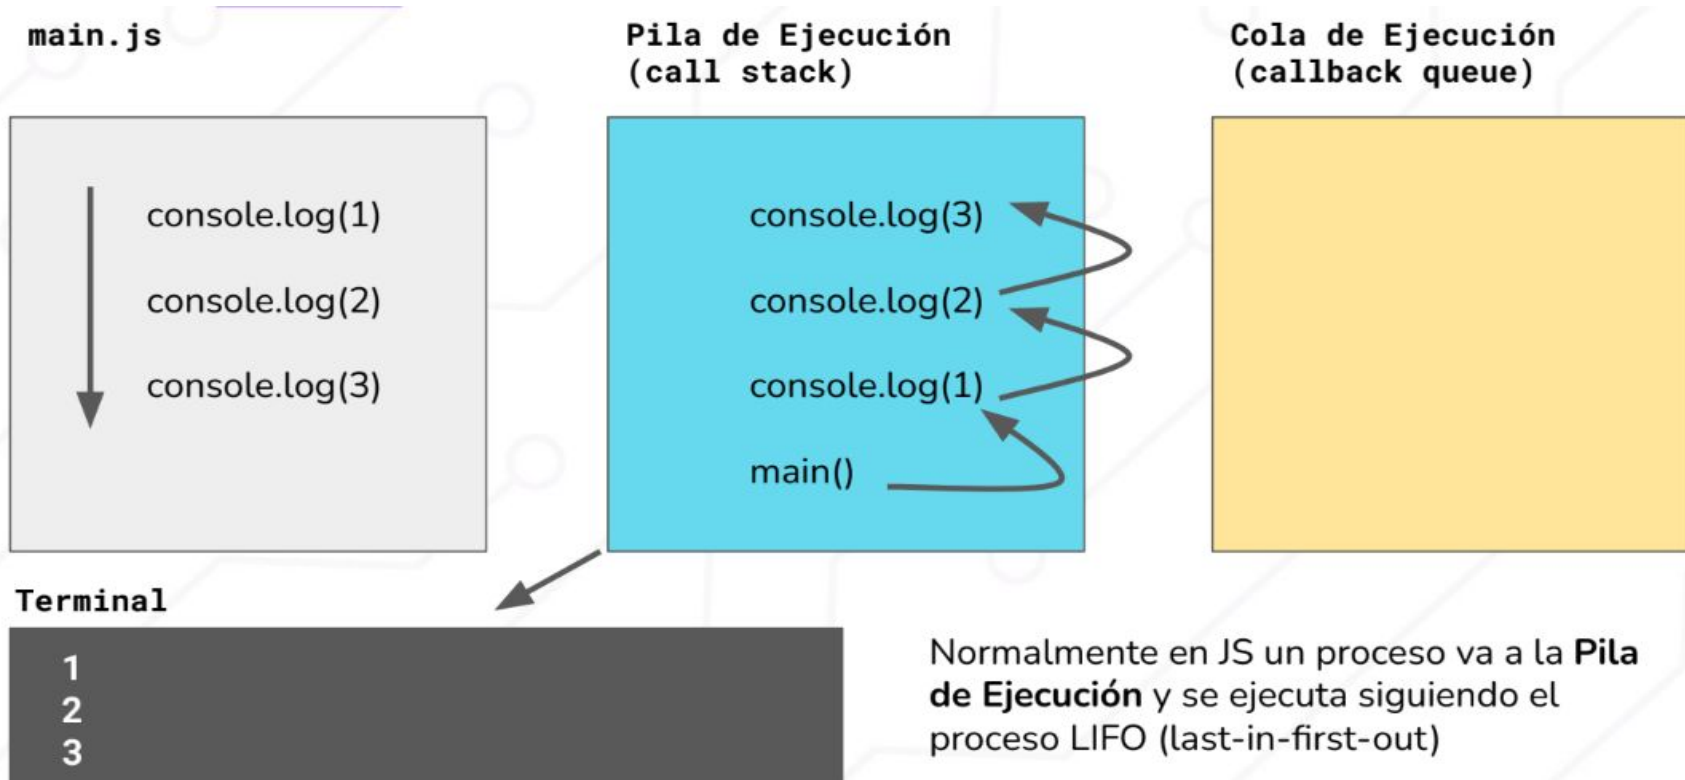 main.js
console.log(1)
console.log(2)
console.log(3)
Pila de Ejecución
(call stack)
console.log(3)
console.log(2)
console.log(1)
main()
Cola de Ejecución
(callback queue)
Terminal
1
2
3
Normalmente en JS un proceso va a la Pila
de Ejecución y se ejecuta siguiendo el
proceso LIFO (last-in-first-out)